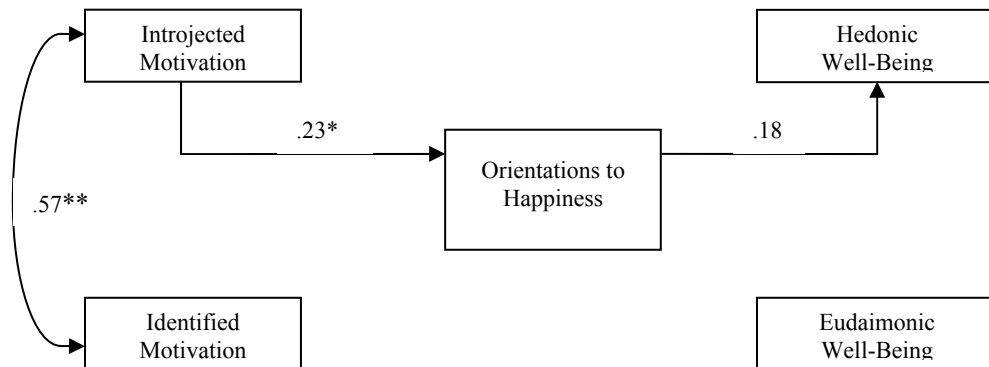 Introjected
Motivation
Hedonic
Well-Being
.23*
.18
Orientations to
Happiness
.57**
Identified
Motivation
Eudaimonic
Well-Being